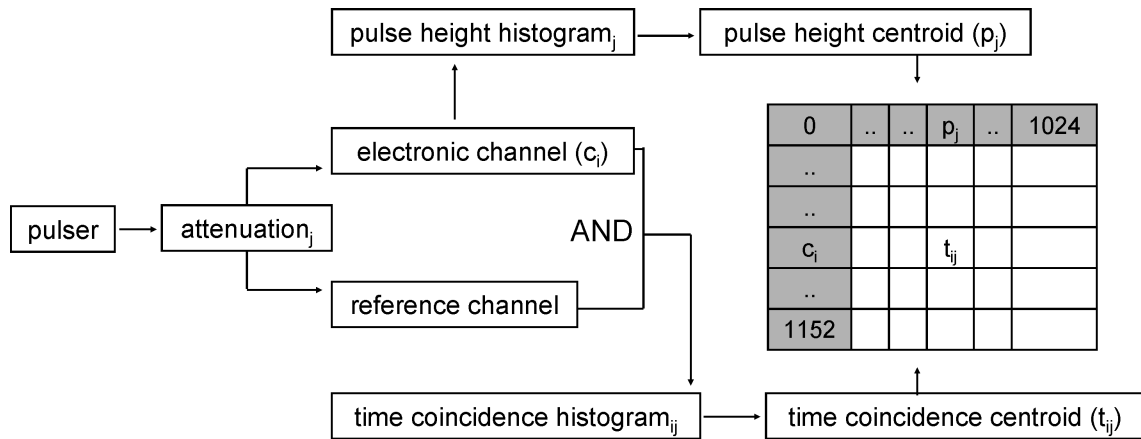 pulse height histogramⱼ
pulse height centroid (pⱼ)
electronic channel (cᵢ)
pulser
attenuationⱼ
AND
reference channel
time coincidence histogramᵢⱼ
time coincidence centroid (tᵢⱼ)
0 .. .. pⱼ .. 1024
..
..
cᵢ tᵢⱼ
..
1152